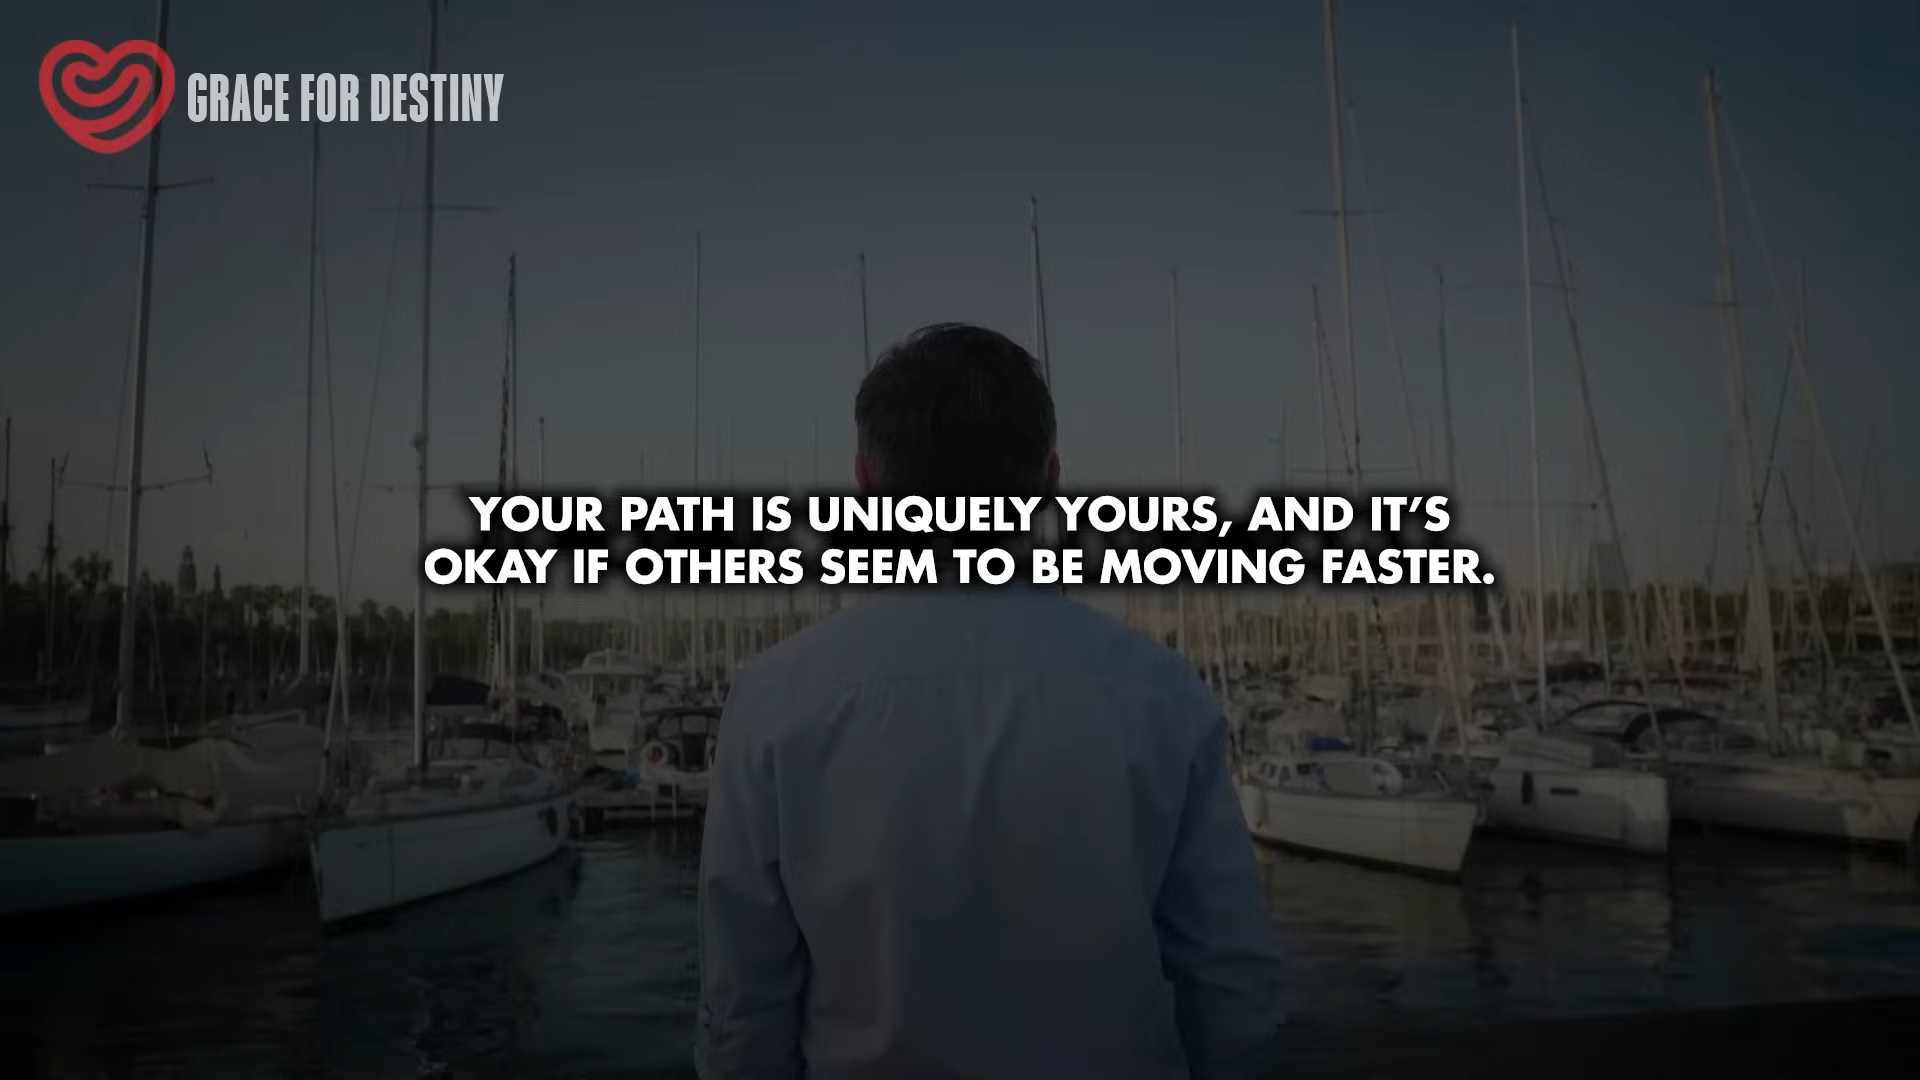 GRACE FOR DESTINY
YOUR PATH IS UNIQUELY YOURS, AND IT’S
OKAY IF OTHERS SEEM TO BE MOVING FASTER.